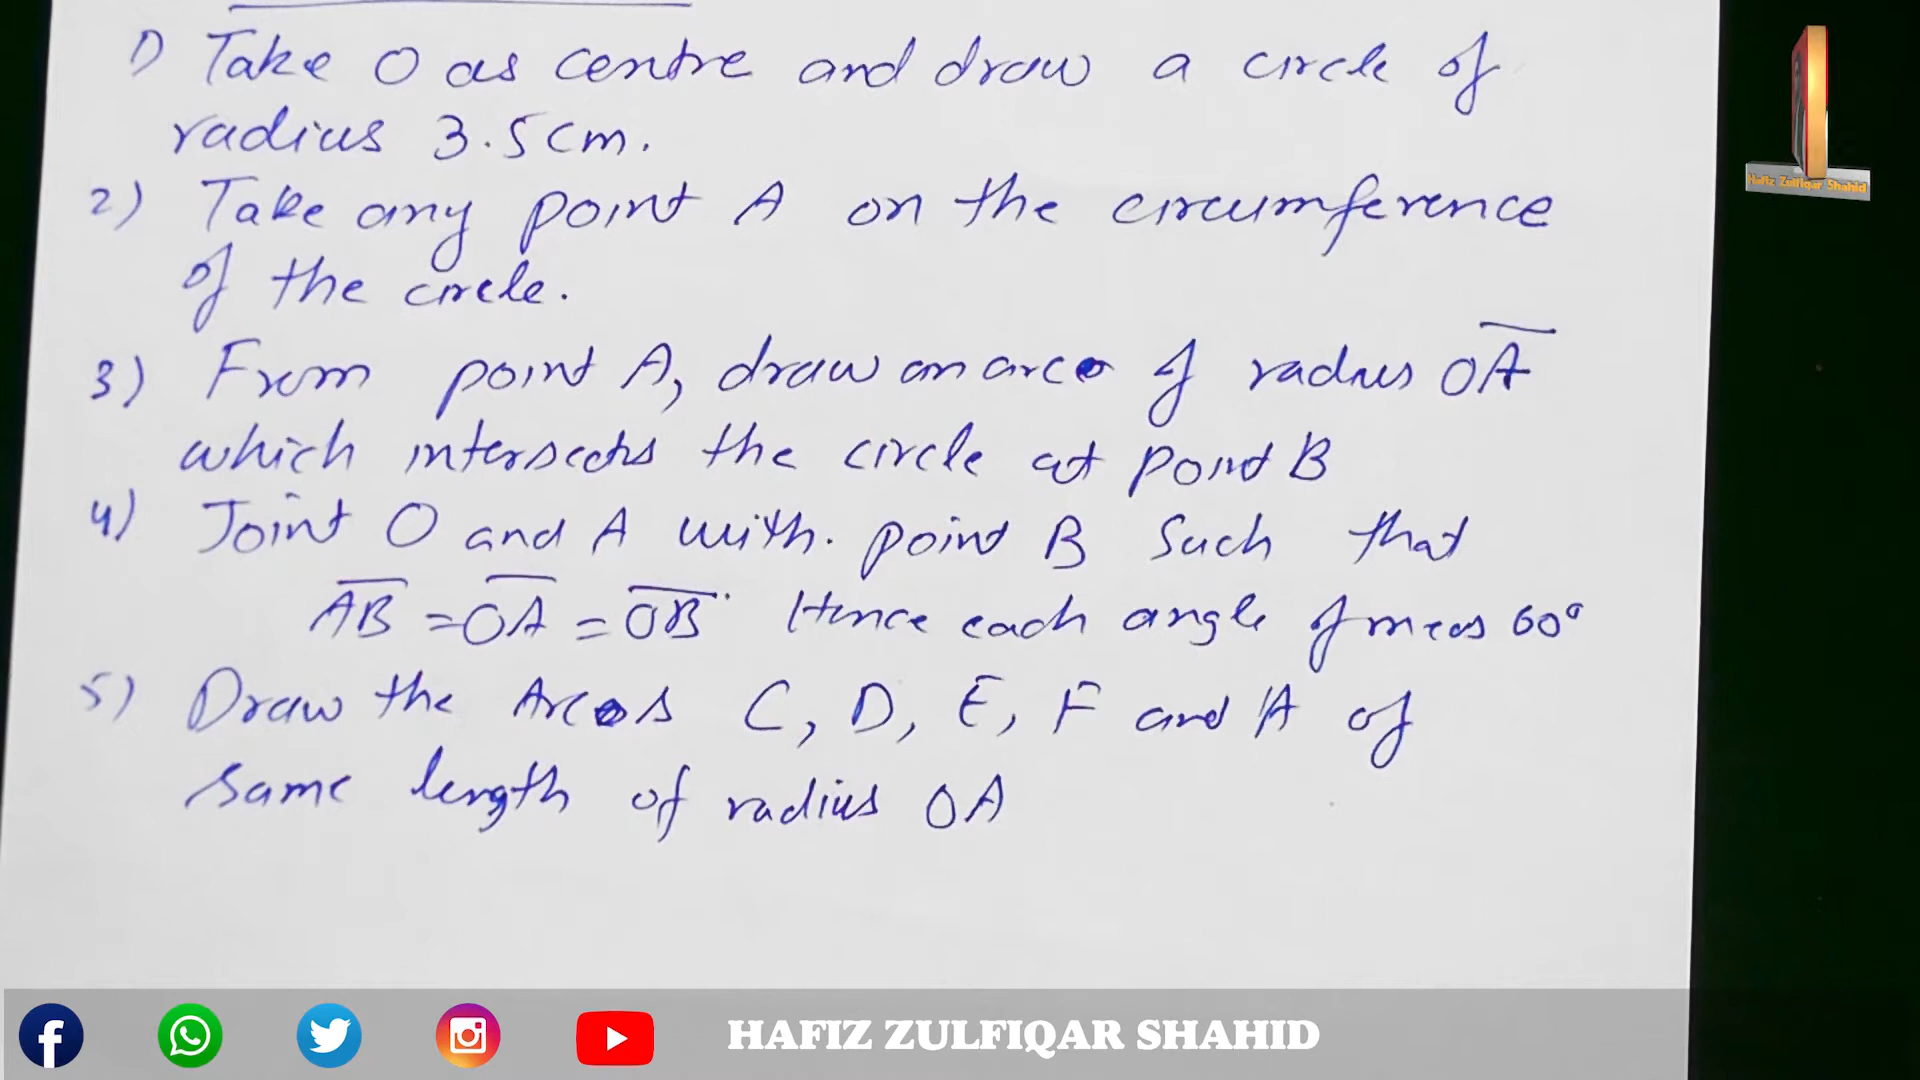 1) Take O as centre and draw a circle of
radius 3.5cm.
2) Take any point A on the circumference
of the circle.
3) From point A, draw an arc of radius OA
which intersects the circle at point B
4) Joint O and A with. point B Such that
AB = OA = OB Hence each angle of meas 60°
5) Draw the Arcs C, D, E, F and A of
same length of radius OA
Hafiz Zulfiqar Shahid
HAFIZ ZULFIQAR SHAHID